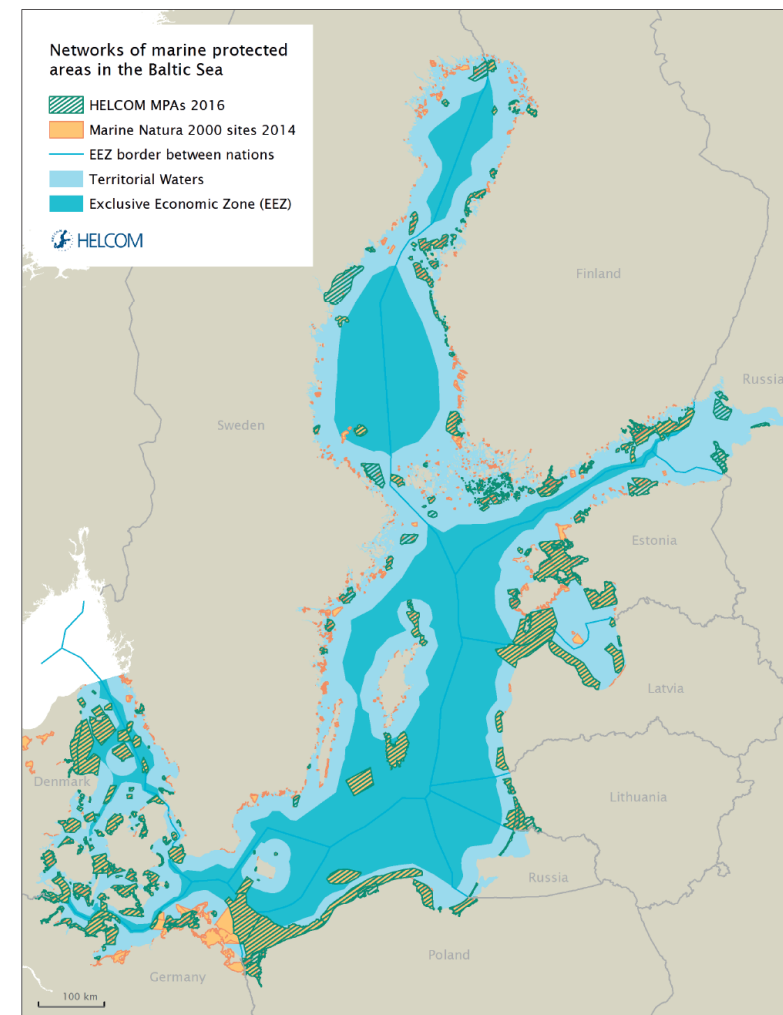 Networks of marine protected
areas in the Baltic Sea
HELCOM MPAs 2016
Marine Natura 2000 sites 2014
EEZ border between nations
Territorial Waters
Exclusive Economic Zone (EEZ)
HELCOM
Finland
Russia
Sweden
Estonia
Latvia
Denmark
Lithuania
Russia
Poland
Germany
100 km